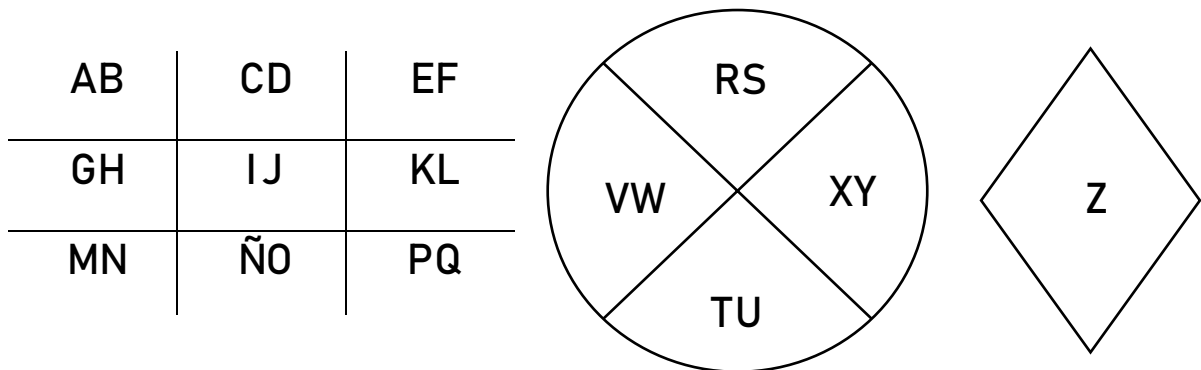 AB CD EF
GH IJ KL
MN ÑO PQ
RS
VW XY
TU
Z